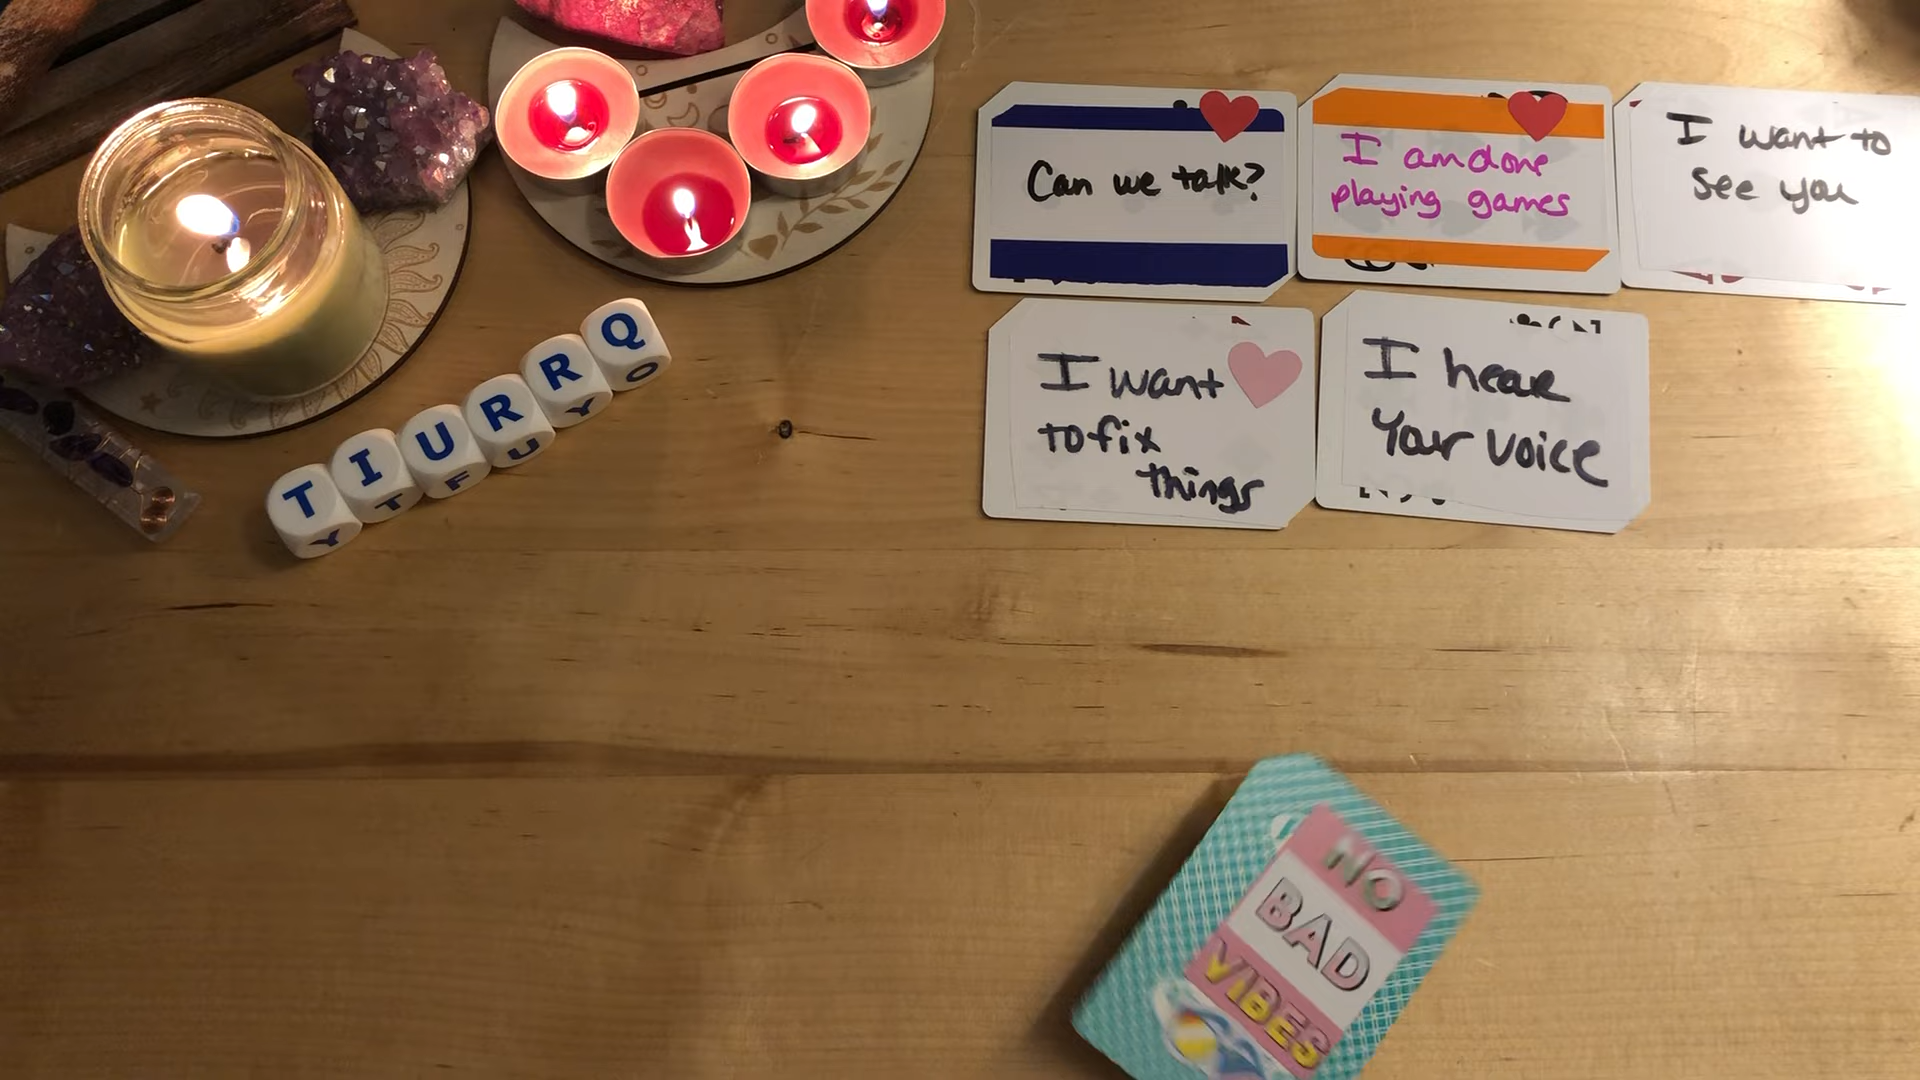 Can we talk?
I am done
playing games
I want to
see you
I want
to fix
things
I hear
Your voice
T I U R R Q
Y T F U Y O
NO
BAD
VIBES